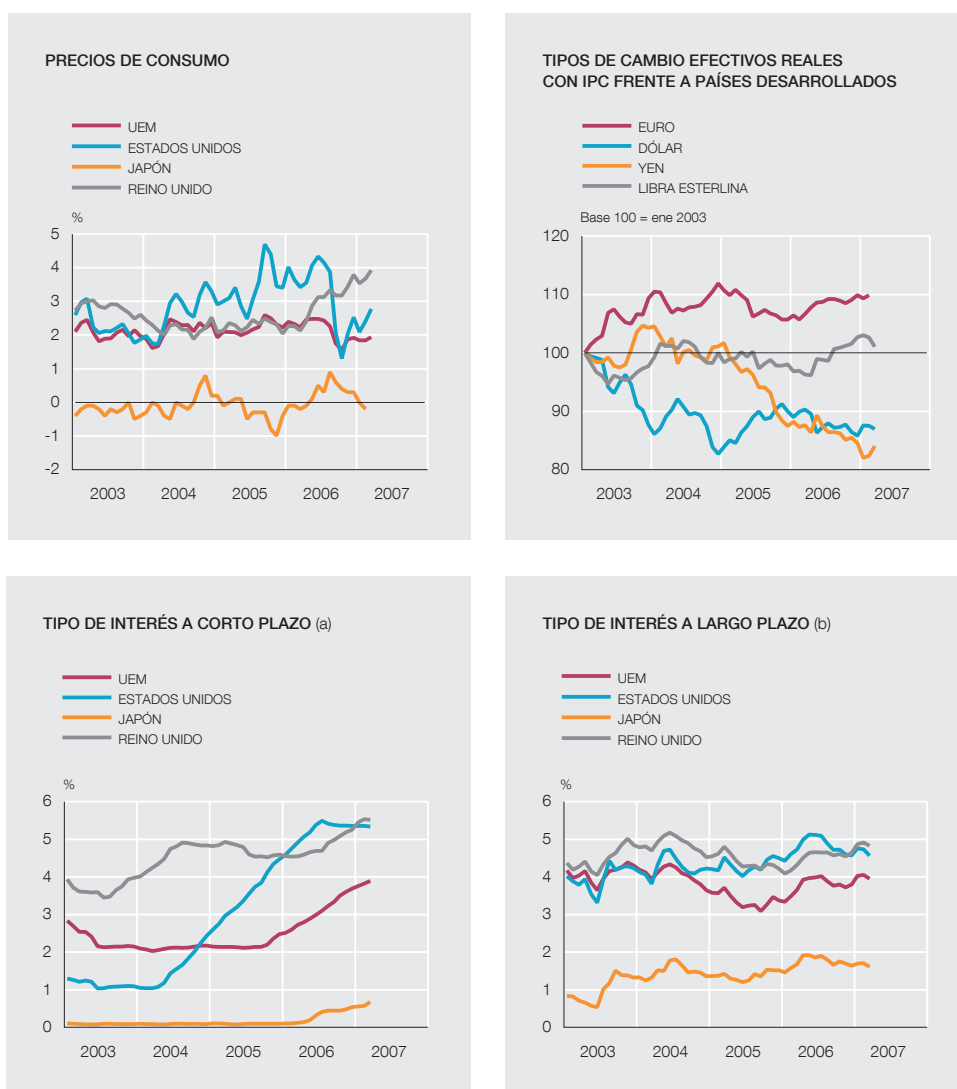 PRECIOS DE CONSUMO
UEM
ESTADOS UNIDOS
JAPÓN
REINO UNIDO
%
5
4
3
2
1
0
-1
-2
2003 2004 2005 2006 2007
TIPOS DE CAMBIO EFECTIVOS REALES
CON IPC FRENTE A PAÍSES DESARROLLADOS
EURO
DÓLAR
YEN
LIBRA ESTERLINA
Base 100 = ene 2003
120
110
100
90
80
2003 2004 2005 2006 2007
TIPO DE INTERÉS A CORTO PLAZO (a)
UEM
ESTADOS UNIDOS
JAPÓN
REINO UNIDO
%
6
5
4
3
2
1
0
2003 2004 2005 2006 2007
TIPO DE INTERÉS A LARGO PLAZO (b)
UEM
ESTADOS UNIDOS
JAPÓN
REINO UNIDO
%
6
5
4
3
2
1
0
2003 2004 2005 2006 2007